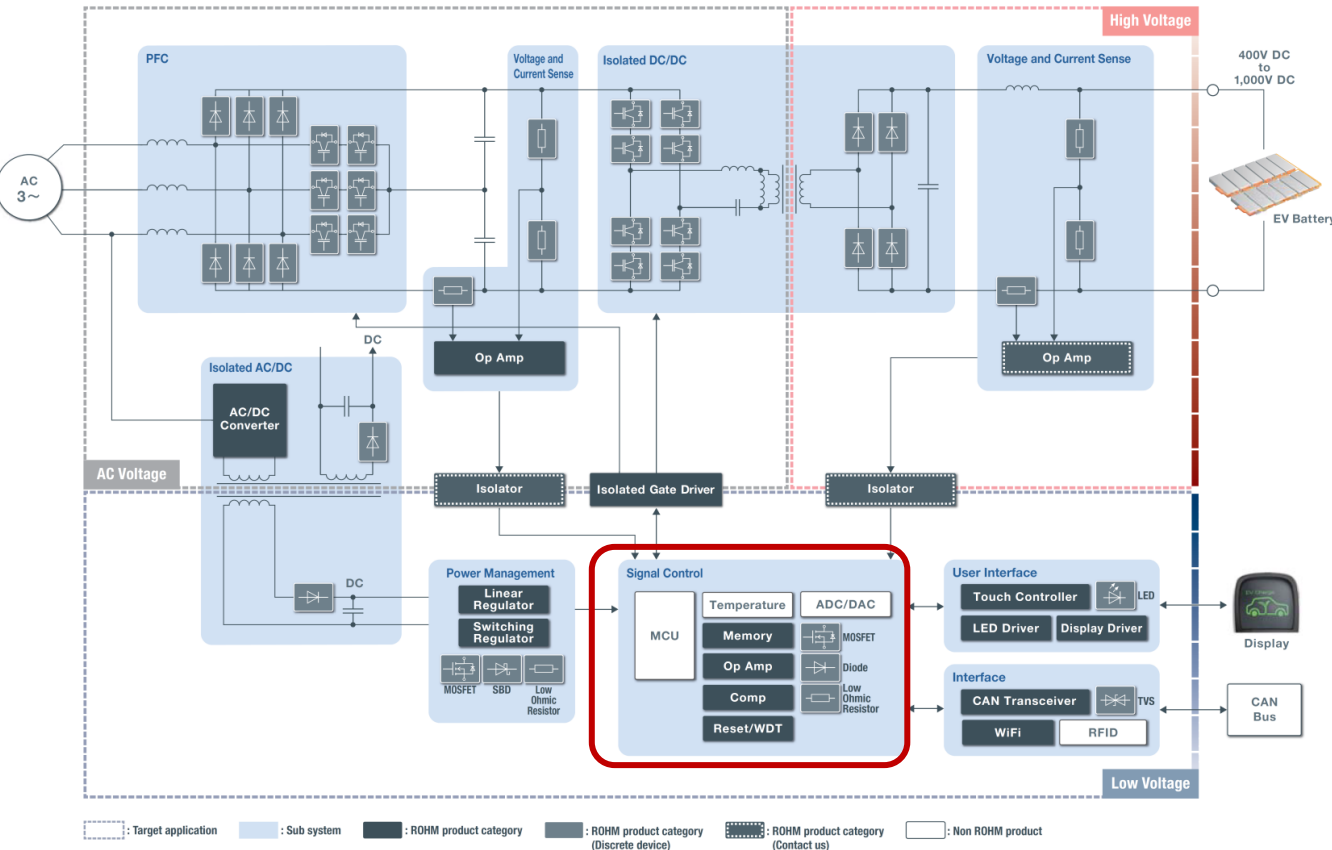 High Voltage
PFC
Voltage and
Current Sense
Isolated DC/DC
Voltage and Current Sense
400V DC
to
1,000V DC
AC
3～
EV Battery
Op Amp
Op Amp
DC
Isolated AC/DC
AC/DC
Converter
AC Voltage
Isolator
Isolated Gate Driver
Isolator
DC
Power Management
Linear
Regulator
Switching
Regulator
MOSFET
SBD
Low
Ohmic
Resistor
Signal Control
MCU
Temperature
ADC/DAC
Memory
MOSFET
Op Amp
Diode
Comp
Low
Ohmic
Resistor
Reset/WDT
User Interface
Touch Controller
LED
LED Driver
Display Driver
Display
Interface
CAN Transceiver
TVS
WiFi
RFID
CAN
Bus
Low Voltage
: Target application
: Sub system
: ROHM product category
: ROHM product category
(Discrete device)
: ROHM product category
(Contact us)
: Non ROHM product